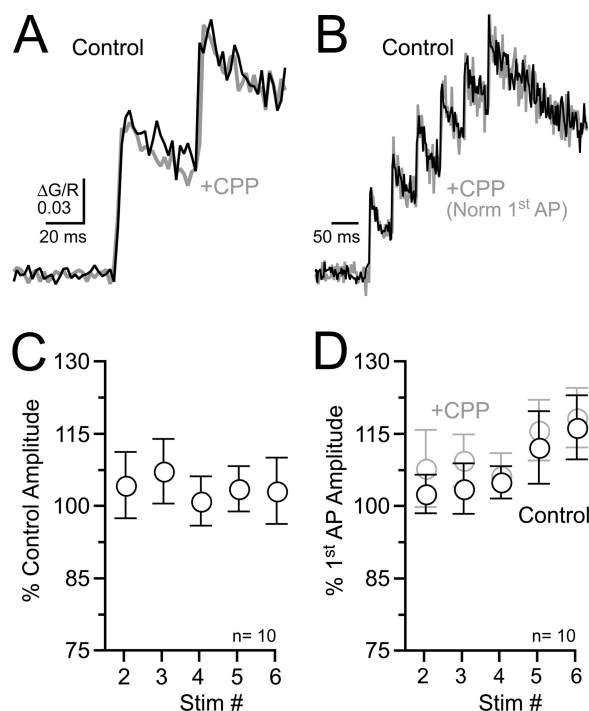 A
Control
+CPP
ΔG/R
0.03
20 ms
B
Control
+CPP
(Norm 1st AP)
50 ms
C
% Control Amplitude
130
115
100
85
75
n= 10
2 3 4 5 6
Stim #
D
% 1st AP Amplitude
130
115
100
85
75
+CPP
Control
n= 10
2 3 4 5 6
Stim #